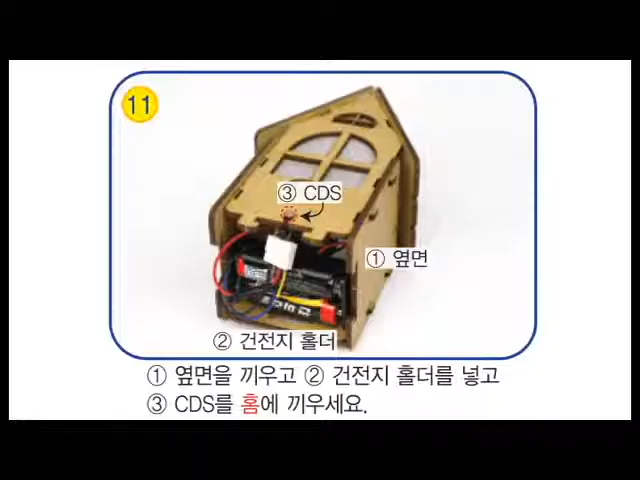 11
③ CDS
① 옆면
② 건전지 홀더
① 옆면을 끼우고 ② 건전지 홀더를 넣고
③ CDS를 홈에 끼우세요.